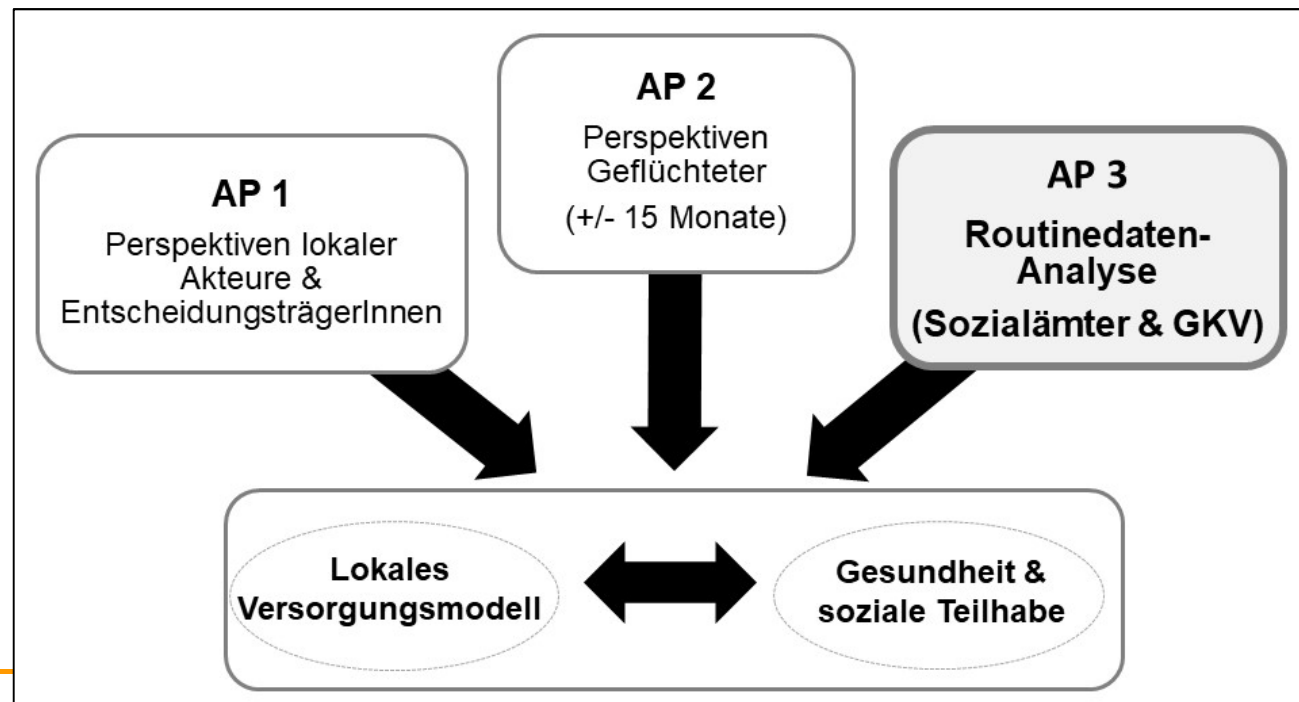 AP 1
Perspektiven lokaler
Akteure &
EntscheidungsträgerInnen
AP 2
Perspektiven
Geflüchteter
(+/- 15 Monate)
AP 3
Routinedaten-
Analyse
(Sozialämter & GKV)
Lokales
Versorgungsmodell
Gesundheit &
soziale Teilhabe